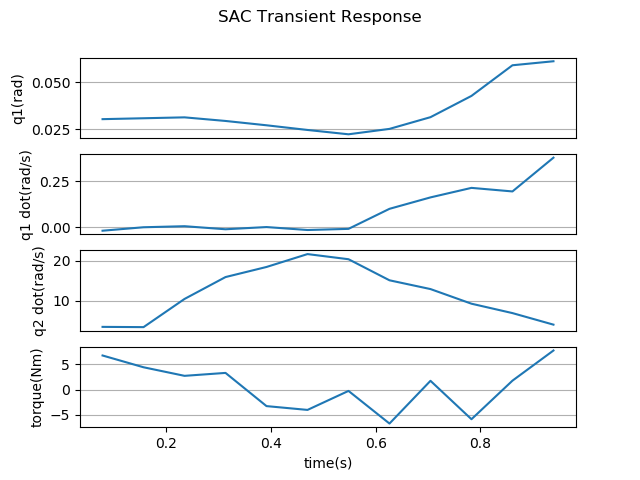 SAC Transient Response
q1(rad)
0.050
0.025
q1 dot(rad/s)
0.25
0.00
q2 dot(rad/s)
20
10
torque(Nm)
5
0
−5
0.2 0.4 0.6 0.8
time(s)